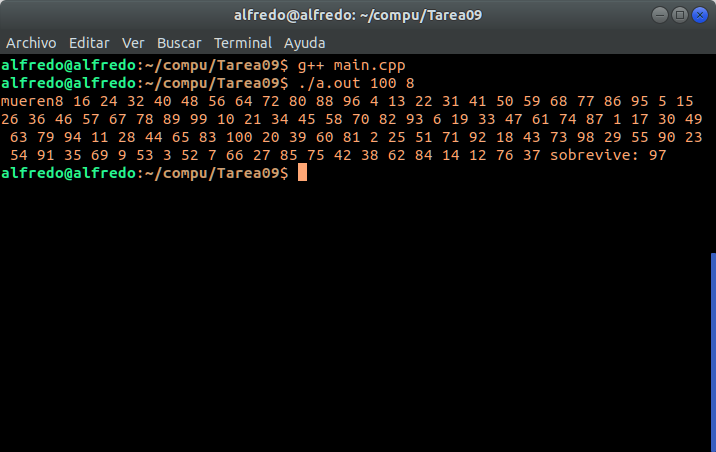 alfredo@alfredo: ~/compu/Tarea09
Archivo Editar Ver Buscar Terminal Ayuda
alfredo@alfredo:~/compu/Tarea09$ g++ main.cpp
alfredo@alfredo:~/compu/Tarea09$ ./a.out 100 8
mueren8 16 24 32 40 48 56 64 72 80 88 96 4 13 22 31 41 50 59 68 77 86 95 5 15
26 36 46 57 67 78 89 99 10 21 34 45 58 70 82 93 6 19 33 47 61 74 87 1 17 30 49
63 79 94 11 28 44 65 83 100 20 39 60 81 2 25 51 71 92 18 43 73 98 29 55 90 23
54 91 35 69 9 53 3 52 7 66 27 85 75 42 38 62 84 14 12 76 37 sobrevive: 97
alfredo@alfredo:~/compu/Tarea09$